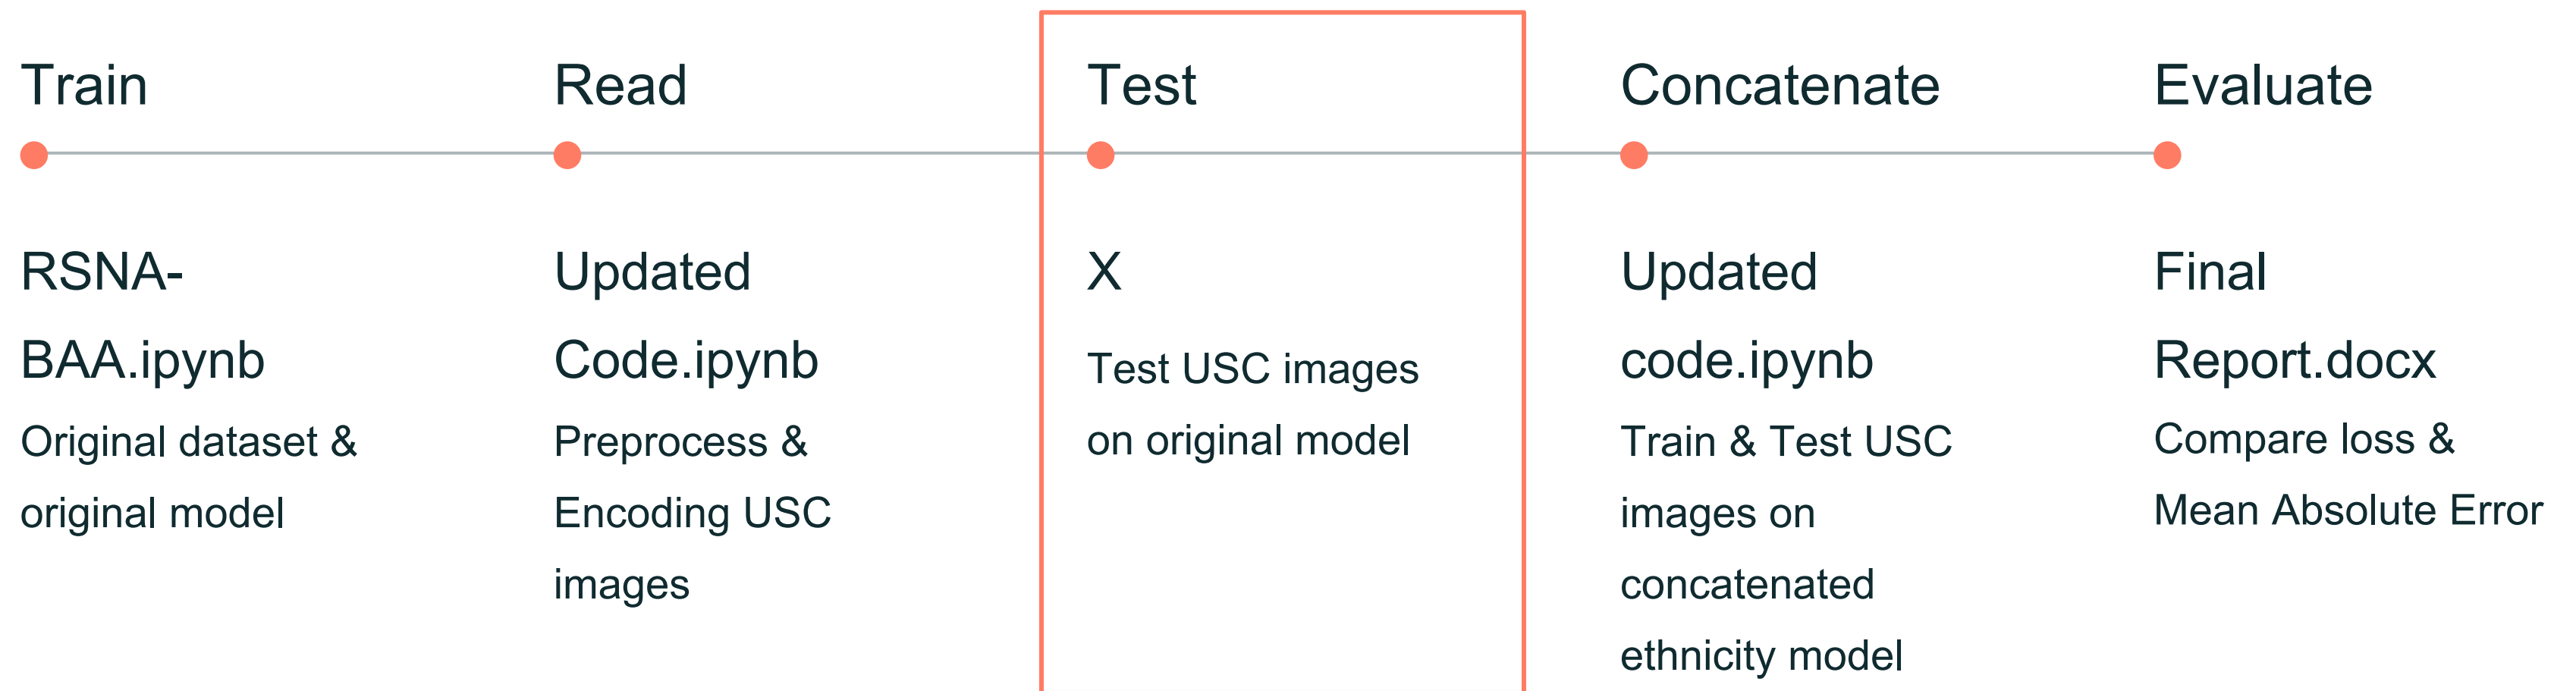 Train
RSNA-
BAA.ipynb
Original dataset &
original model
Read
Updated
Code.ipynb
Preprocess &
Encoding USC
images
Test
X
Test USC images
on original model
Concatenate
Updated
code.ipynb
Train & Test USC
images on
concatenated
ethnicity model
Evaluate
Final
Report.docx
Compare loss &
Mean Absolute Error